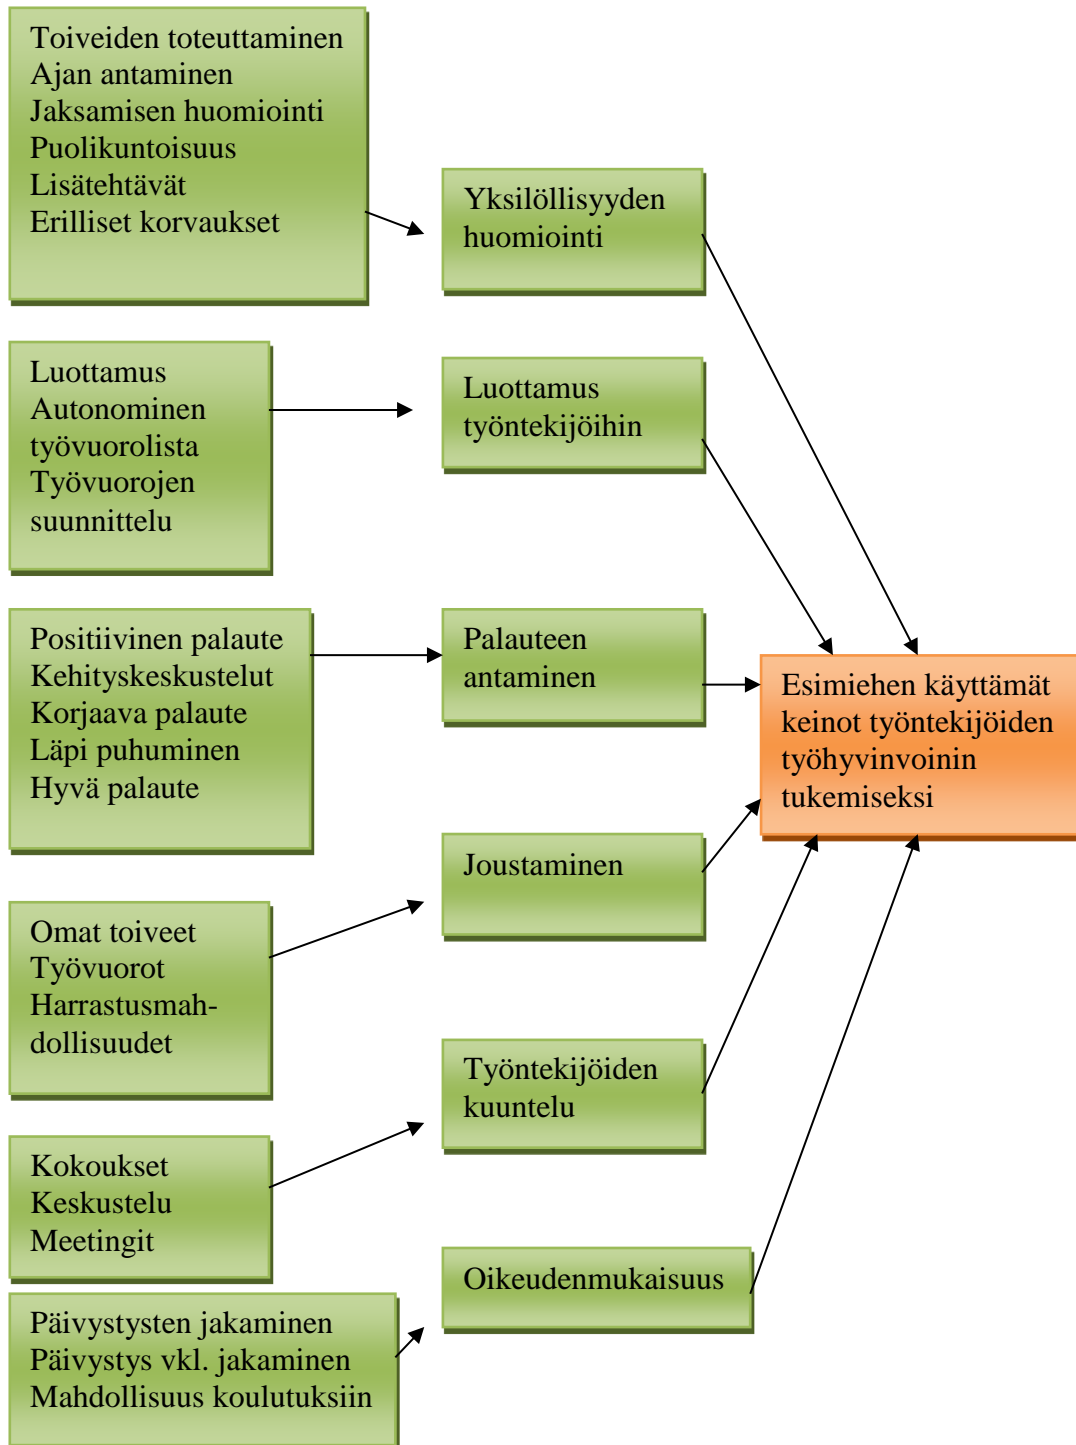 Toiveiden toteuttaminen
Ajan antaminen
Jaksamisen huomiointi
Puolikuntoisuus
Lisätehtävät
Erilliset korvaukset
Yksilöllisyyden
huomiointi
Luottamus
Autonominen
työvuorolista
Työvuorojen
suunnittelu
Luottamus
työntekijöihin
Positiivinen palaute
Kehityskeskustelut
Korjaava palaute
Läpi puhuminen
Hyvä palaute
Palauteen
antaminen
Esimiehen käyttämät
keinot työntekijöiden
työhyvinvoinin
tukemiseksi
Omat toiveet
Työvuorot
Harrastusmah-
dollisuudet
Joustaminen
Kokoukset
Keskustelu
Meetingit
Työntekijöiden
kuuntelu
Päivystysten jakaminen
Päivystys vkl. jakaminen
Mahdollisuus koulutuksiin
Oikeudenmukaisuus